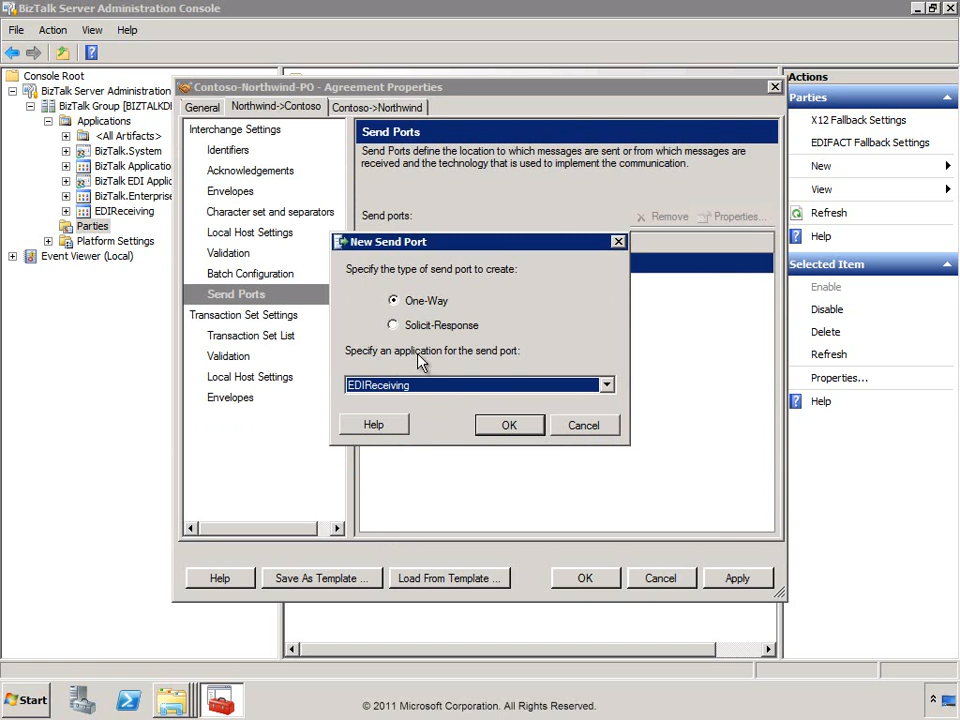 BizTalk Server Administration Console
File Action View Help
Console Root
BizTalk Server Administration
BizTalk Group [BIZTALKDE
Applications
<All Artifacts>
BizTalk.System
BizTalk Applicatio
BizTalk EDI Applic
BizTalk.Enterprise
EDIReceiving
Parties
Platform Settings
Event Viewer (Local)
Contoso-Northwind-PO - Agreement Properties
General Northwind->Contoso Contoso->Northwind
Interchange Settings
Identifiers
Acknowledgements
Envelopes
Character set and separators
Local Host Settings
Validation
Batch Configuration
Send Ports
Transaction Set Settings
Transaction Set List
Validation
Local Host Settings
Envelopes
Send Ports
Send Ports define the location to which messages are sent or from which messages are
received and the technology that is used to implement the communication.
Send ports:
Remove Properties...
New Send Port
Specify the type of send port to create:
One-Way
Solicit-Response
Specify an application for the send port:
EDIReceiving
Help OK Cancel
Help Save As Template ... Load From Template ... OK Cancel Apply
Actions
Parties
X12 Fallback Settings
EDIFACT Fallback Settings
New
View
Refresh
Help
Selected Item
Enable
Disable
Delete
Refresh
Properties...
Help
Start
© 2011 Microsoft Corporation. All Rights Reserved.